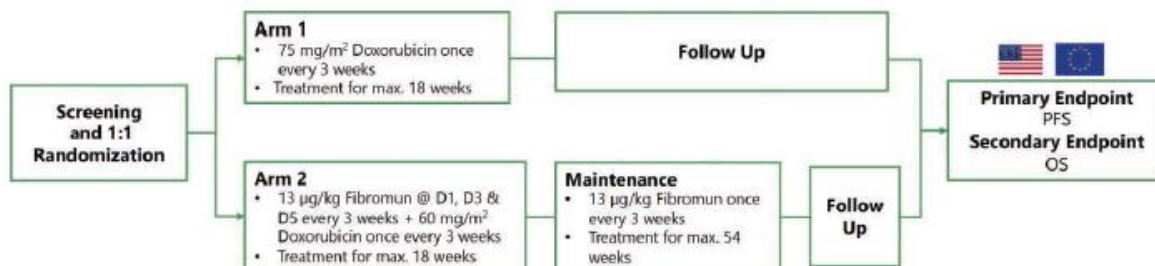 Arm 1
• 75 mg/m² Doxorubicin once
every 3 weeks
• Treatment for max. 18 weeks
Follow Up
Screening
and 1:1
Randomization
Primary Endpoint
PFS
Secondary Endpoint
OS
Arm 2
• 13 µg/kg Fibromun @ D1, D3 &
D5 every 3 weeks + 60 mg/m²
Doxorubicin once every 3 weeks
• Treatment for max. 18 weeks
Maintenance
• 13 µg/kg Fibromun once
every 3 weeks
• Treatment for max. 54
weeks
Follow
Up